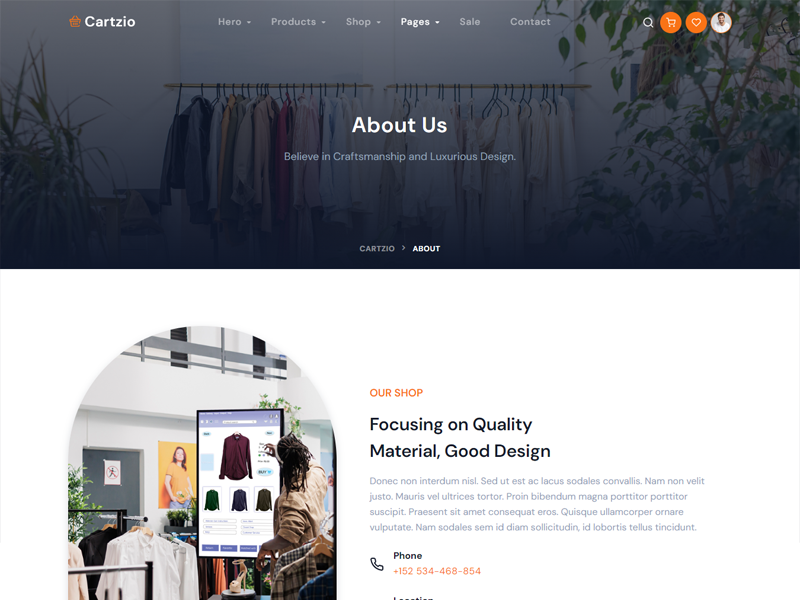 Cartzio
Hero
Products
Shop
Pages
Sale
Contact
About Us
Believe in Craftsmanship and Luxurious Design.
CARTZIO > ABOUT
OUR SHOP
Focusing on Quality
Material, Good Design
Donec non interdum nisl. Sed ut est ac lacus sodales convallis. Nam non velit
justo. Mauris vel ultrices tortor. Proin bibendum magna porttitor porttitor
suscipit. Praesent sit amet consequat eros. Quisque ullamcorper ornare
vulputate. Nam sodales sem id diam sollicitudin, id lobortis tellus tincidunt.
Phone
+152 534-468-854
Location